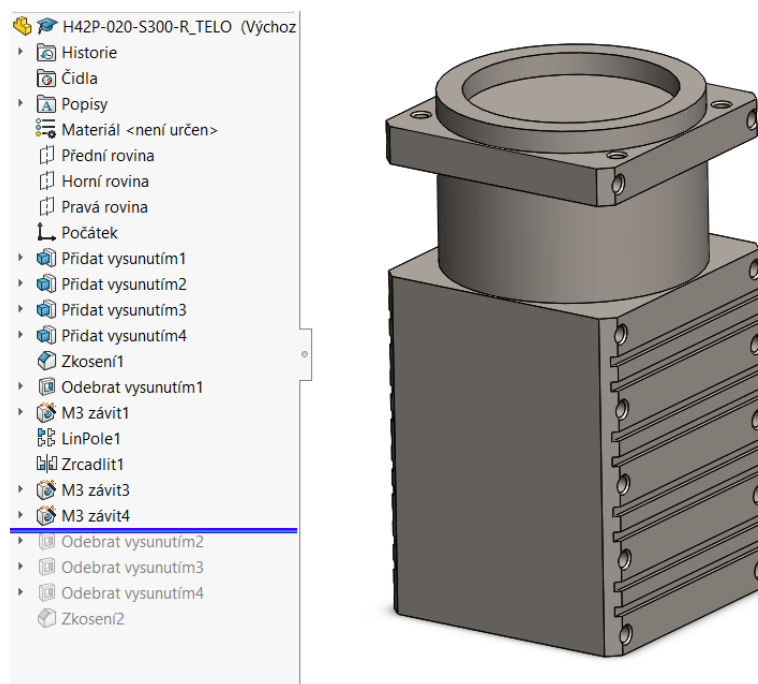 H42P-020-S300-R_TELO (Výchoz
Historie
Čidla
Popisy
Materiál <není určen>
Přední rovina
Horní rovina
Pravá rovina
Počátek
Přidat vysunutím1
Přidat vysunutím2
Přidat vysunutím3
Přidat vysunutím4
Zkosení1
Odebrat vysunutím1
M3 závit1
LinPole1
Zrcadlit1
M3 závit3
M3 závit4
Odebrat vysunutím2
Odebrat vysunutím3
Odebrat vysunutím4
Zkosení2